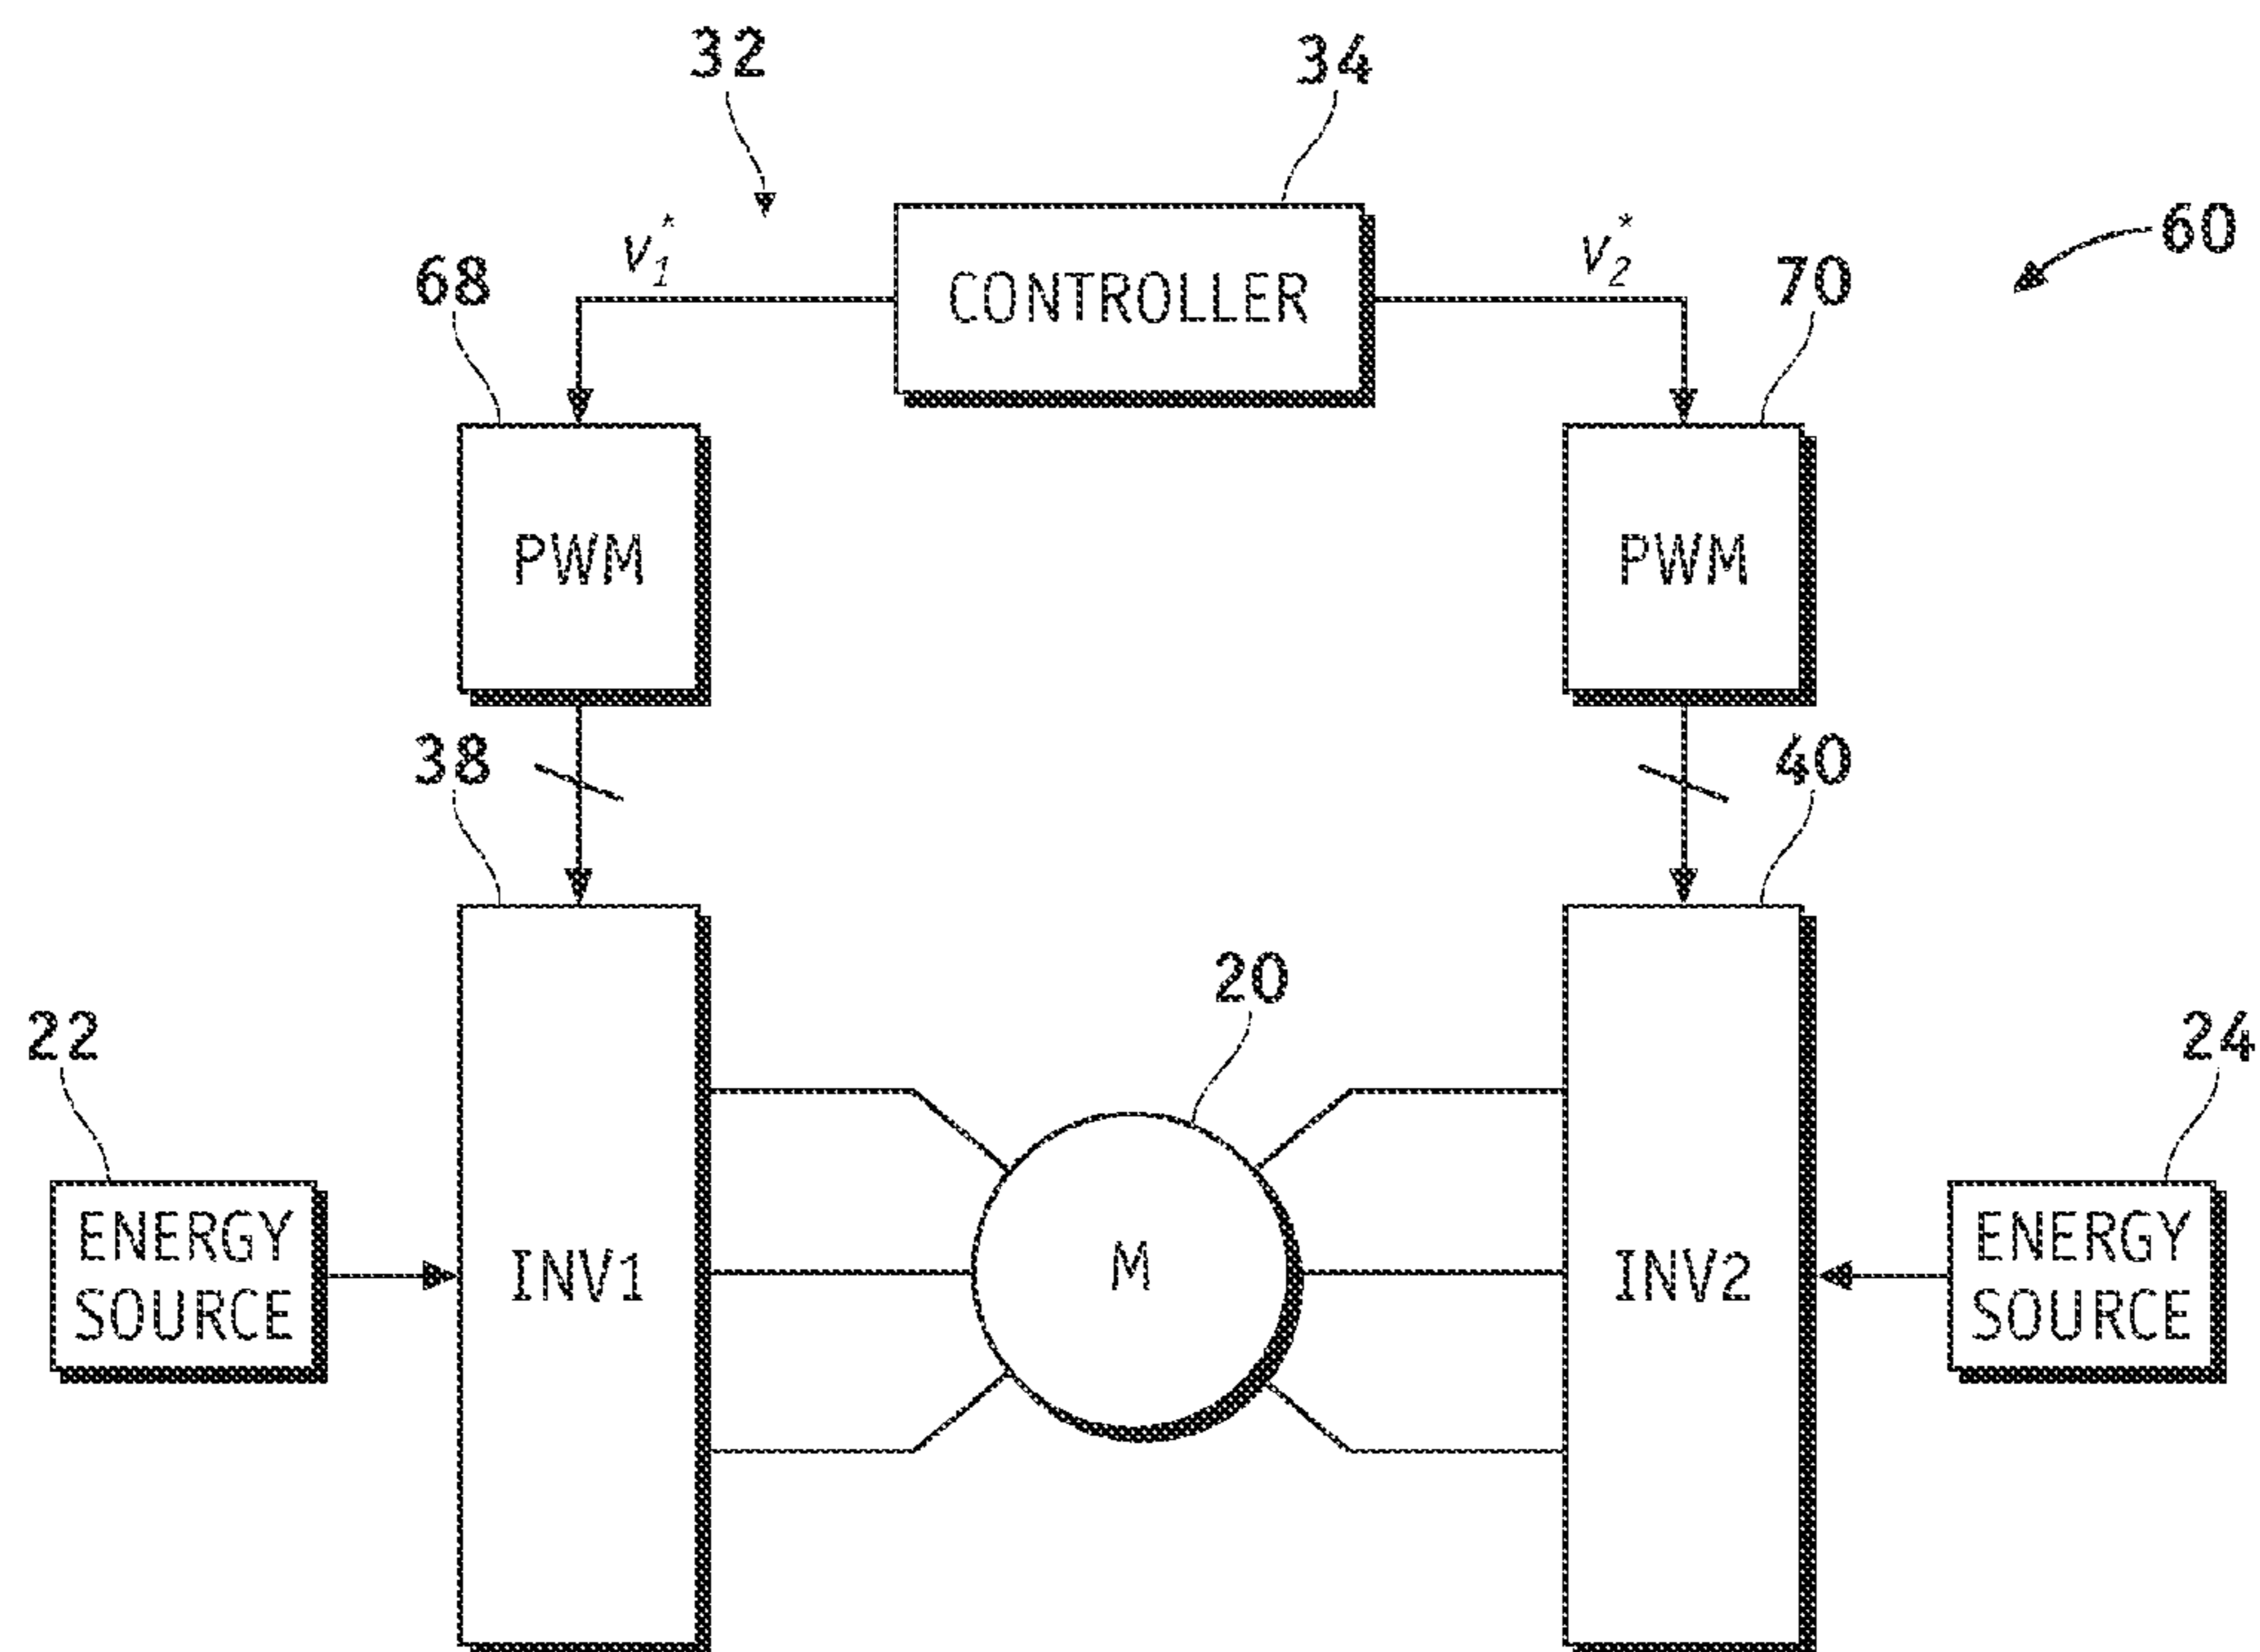 32
34
60
v₁*
v₂*
68
CONTROLLER
70
PWM
PWM
38
40
20
22
24
ENERGY
SOURCE
INV1
M
INV2
ENERGY
SOURCE